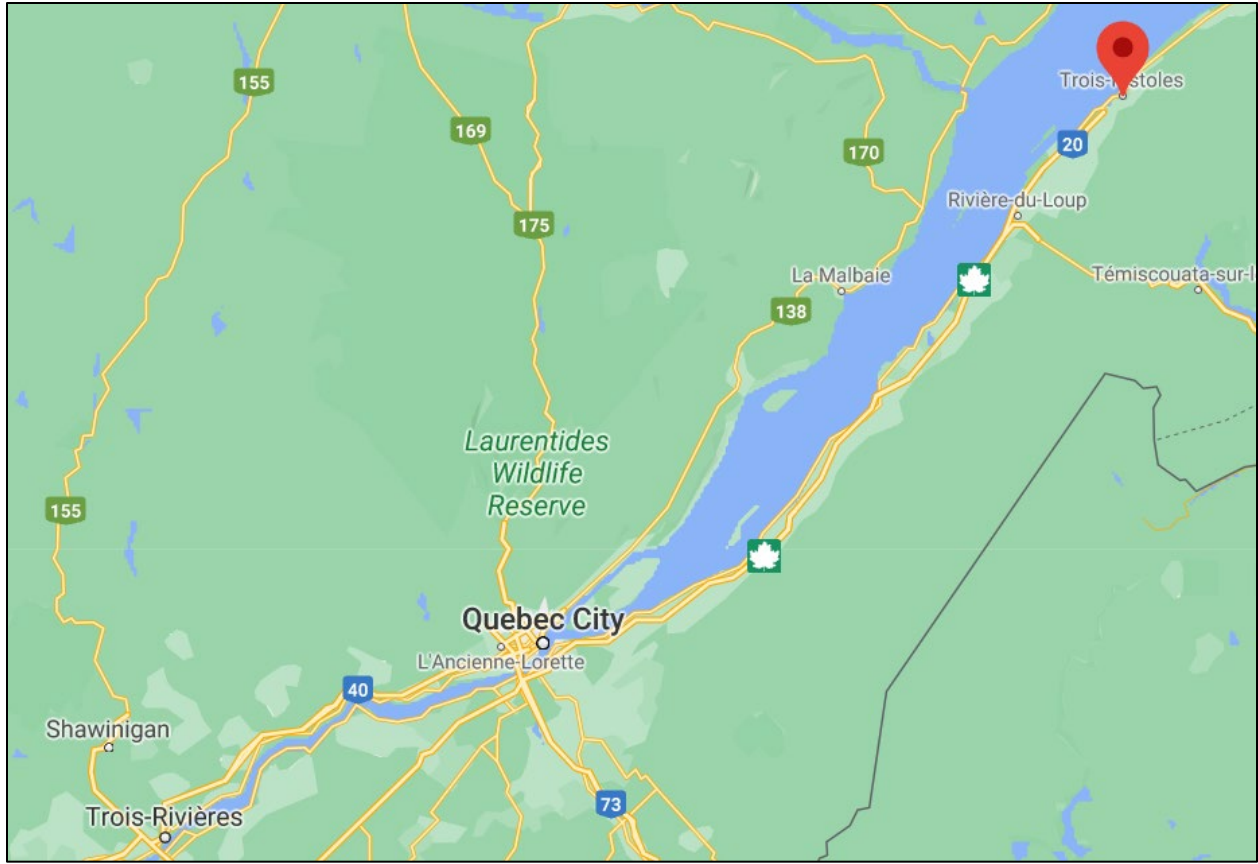 155
169
170
Trois-Pistoles
20
Rivière-du-Loup
175
La Malbaie
Témiscouata-sur-l
138
Laurentides
Wildlife
Reserve
155
Quebec City
L'Ancienne-Lorette
40
Shawinigan
73
Trois-Rivières